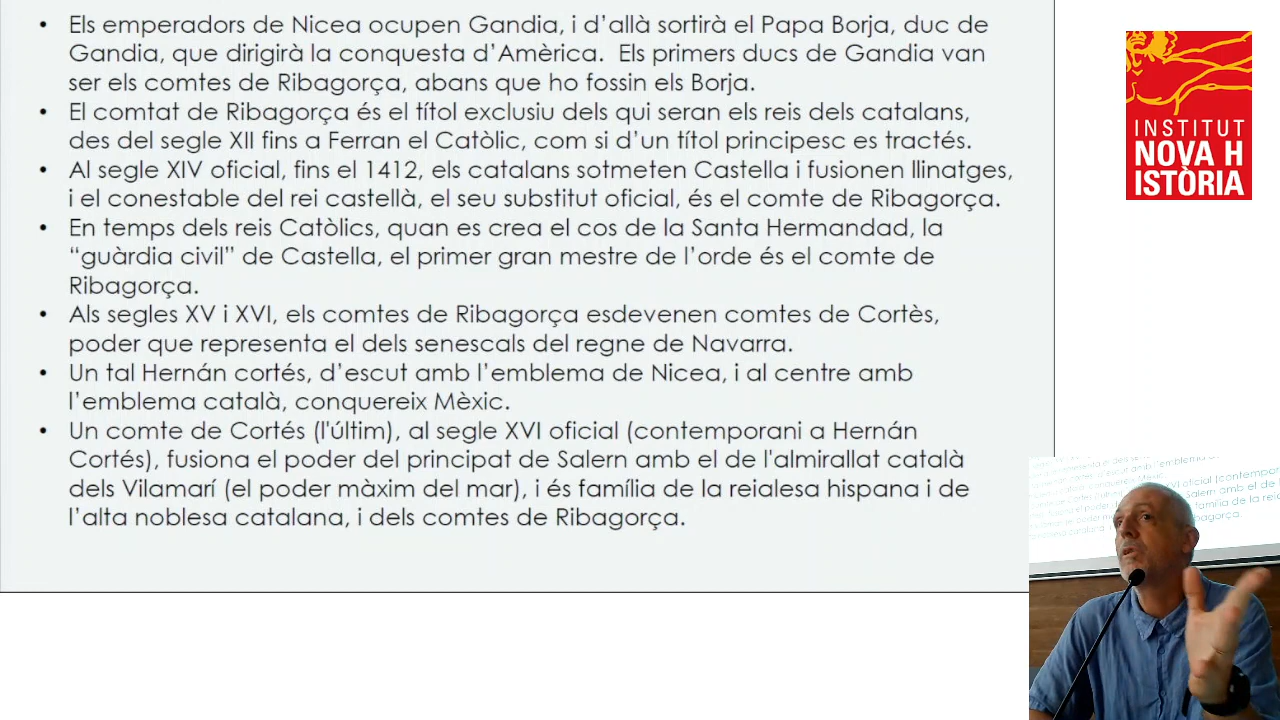 • Els emperadors de Nicea ocupen Gandia, i d’allà sortirà el Papa Borja, duc de
Gandia, que dirigirà la conquesta d’Amèrica. Els primers ducs de Gandia van
ser els comtes de Ribagorça, abans que ho fossin els Borja.
• El comtat de Ribagorça és el títol exclusiu dels qui seran els reis dels catalans,
des del segle XII fins a Ferran el Catòlic, com si d’un títol principesc es tractés.
• Al segle XIV oficial, fins el 1412, els catalans sotmeten Castella i fusionen llinatges,
i el conestable del rei castellà, el seu substitut oficial, és el comte de Ribagorça.
• En temps dels reis Catòlics, quan es crea el cos de la Santa Hermandad, la
“guàrdia civil” de Castella, el primer gran mestre de l’orde és el comte de
Ribagorça.
• Als segles XV i XVI, els comtes de Ribagorça esdevenen comtes de Cortès,
poder que representa el dels senescals del regne de Navarra.
• Un tal Hernán cortés, d’escut amb l’emblema de Nicea, i al centre amb
l’emblema català, conquereix Mèxic.
• Un comte de Cortés (l'últim), al segle XVI oficial (contemporani a Hernán
Cortés), fusiona el poder del principat de Salern amb el de l'almirallat català
dels Vilamarí (el poder màxim del mar), i és família de la reialesa hispana i de
l’alta noblesa catalana, i dels comtes de Ribagorça.
INSTITUT
NOVA H
ISTÒRIA